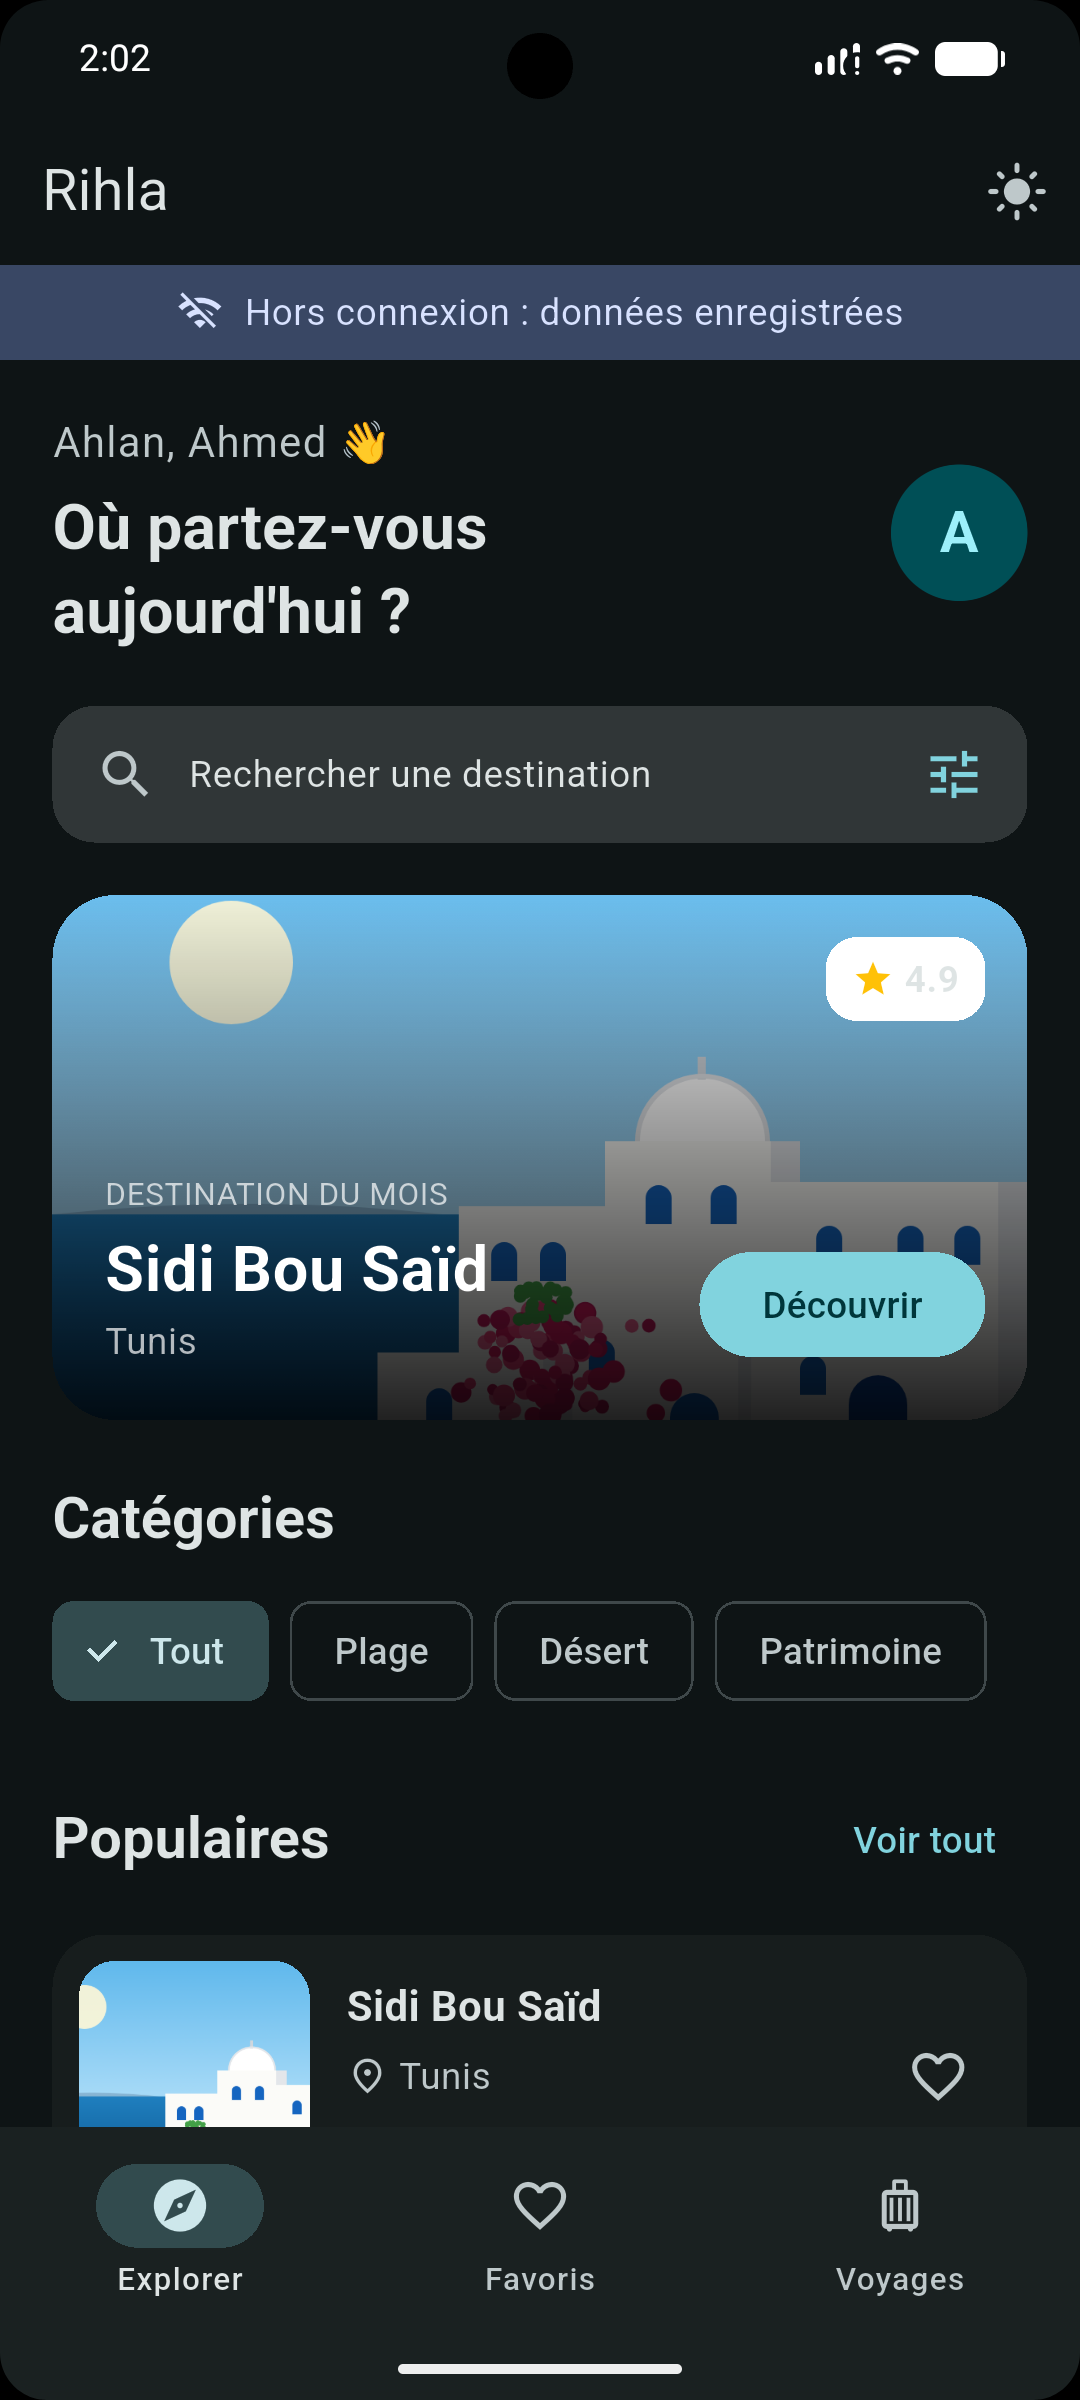 2:02
Rihla
Hors connexion : données enregistrées
Ahlan, Ahmed 👋
Où partez-vous
aujourd'hui ?
A
Rechercher une destination
4.9
DESTINATION DU MOIS
Sidi Bou Saïd
Tunis
Découvrir
Catégories
Tout
Plage
Désert
Patrimoine
Populaires
Voir tout
Sidi Bou Saïd
Tunis
Explorer
Favoris
Voyages